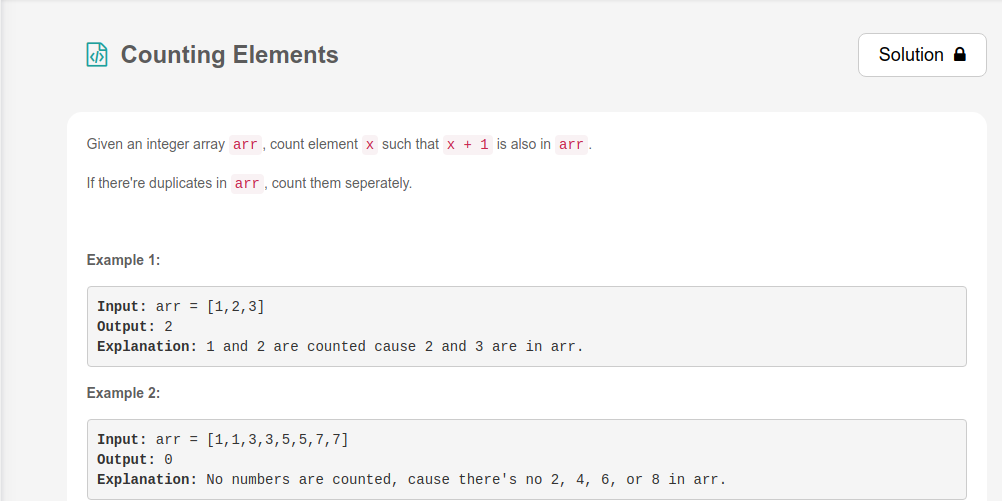 Counting Elements
Solution
Given an integer array arr, count element x such that x + 1 is also in arr.
If there're duplicates in arr, count them seperately.
Example 1:
Input: arr = [1,2,3]
Output: 2
Explanation: 1 and 2 are counted cause 2 and 3 are in arr.
Example 2:
Input: arr = [1,1,3,3,5,5,7,7]
Output: 0
Explanation: No numbers are counted, cause there's no 2, 4, 6, or 8 in arr.